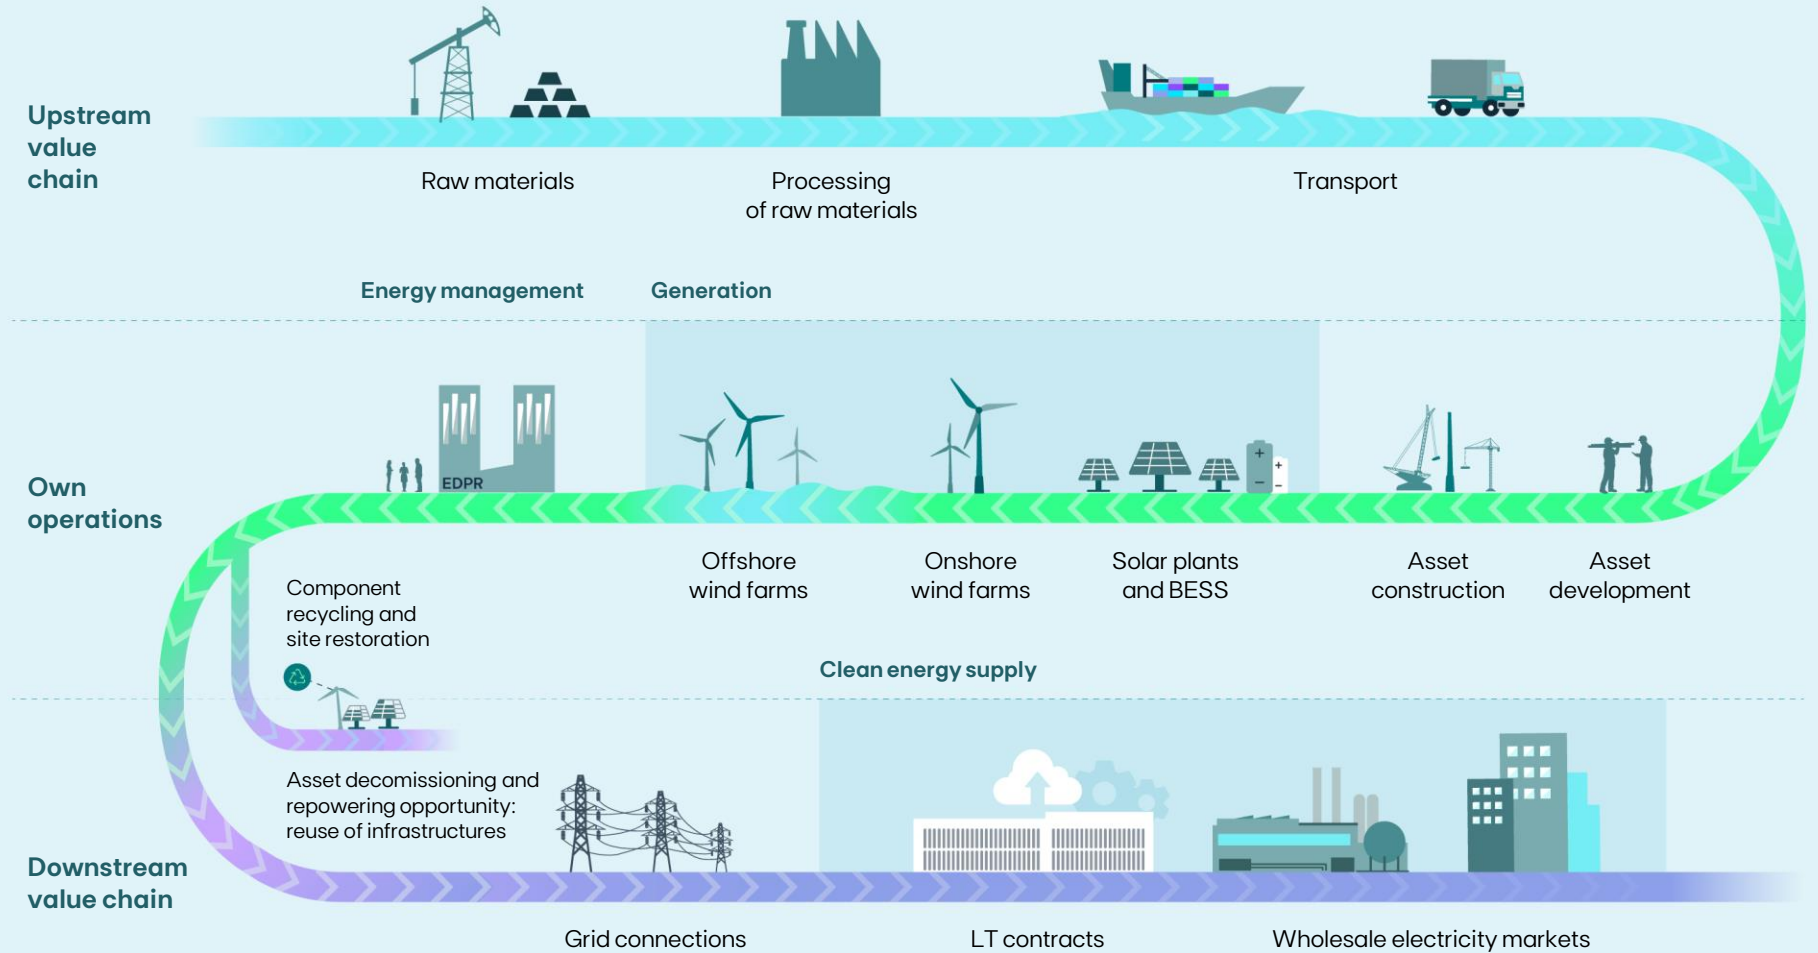 Upstream
value
chain
Raw materials
Processing
of raw materials
Transport
Energy management
Generation
Own
operations
EDPR
Offshore
wind farms
Onshore
wind farms
Solar plants
and BESS
Asset
construction
Asset
development
Component
recycling and
site restoration
Clean energy supply
Asset decomissioning and
repowering opportunity:
reuse of infrastructures
Downstream
value chain
Grid connections
LT contracts
Wholesale electricity markets